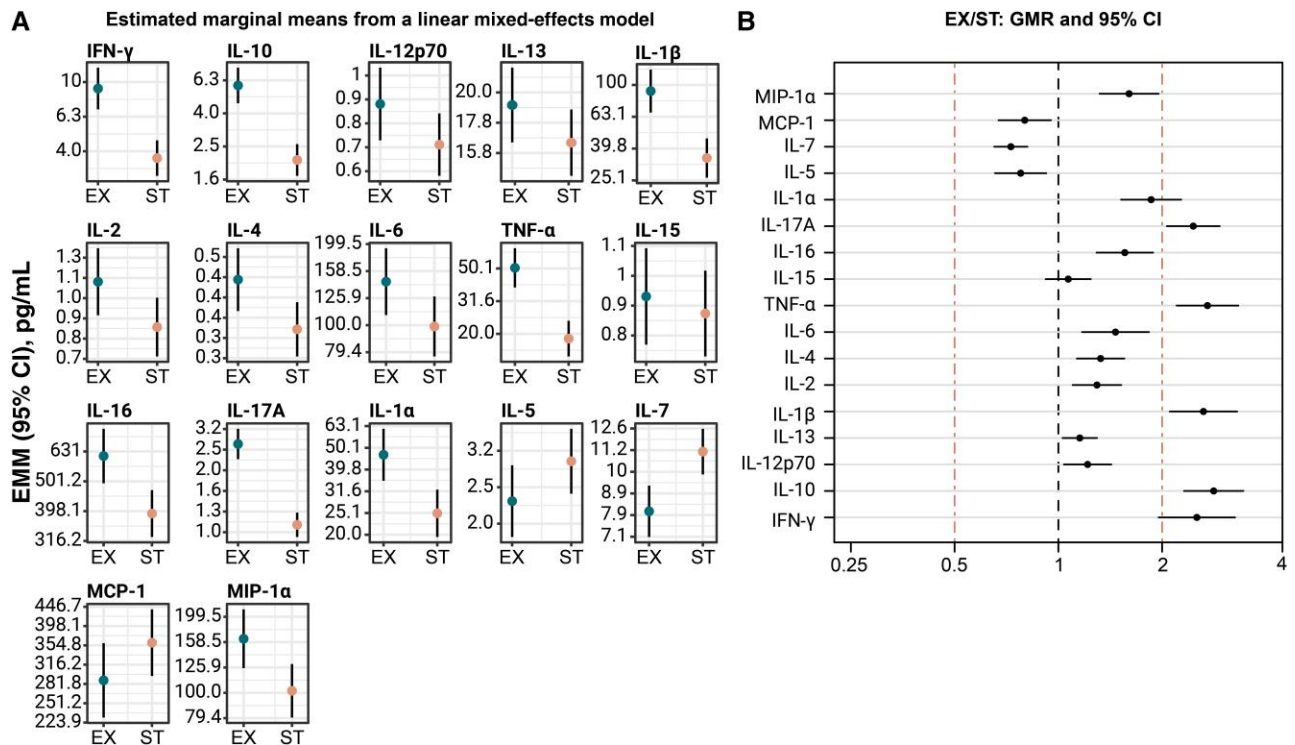 A
Estimated marginal means from a linear mixed-effects model
EMM (95% CI), pg/mL
IFN-γ
10
6.3
4.0
EX ST
IL-10
6.3
4.0
2.5
1.6
EX ST
IL-12p70
1
0.9
0.8
0.7
0.6
EX ST
IL-13
20.0
17.8
15.8
EX ST
IL-1β
100
63.1
39.8
25.1
EX ST
IL-2
1.3
1.1
1.0
0.9
0.8
0.7
EX ST
IL-4
0.5
0.4
0.4
0.4
0.3
0.3
EX ST
IL-6
199.5
158.5
125.9
100.0
79.4
EX ST
TNF-α
50.1
31.6
20.0
EX ST
IL-15
1.1
1
0.9
0.8
EX ST
IL-16
631
501.2
398.1
316.2
EX ST
IL-17A
3.2
2.5
2.0
1.6
1.3
1.0
EX ST
IL-1α
63.1
50.1
39.8
31.6
25.1
20.0
EX ST
IL-5
3.2
2.5
2.0
EX ST
IL-7
12.6
11.2
10
8.9
7.9
7.1
EX ST
MCP-1
446.7
398.1
354.8
316.2
281.8
251.2
223.9
EX ST
MIP-1α
199.5
158.5
125.9
100.0
79.4
EX ST
B
EX/ST: GMR and 95% CI
MIP-1α
MCP-1
IL-7
IL-5
IL-1α
IL-17A
IL-16
IL-15
TNF-α
IL-6
IL-4
IL-2
IL-1β
IL-13
IL-12p70
IL-10
IFN-γ
0.25 0.5 1 2 4